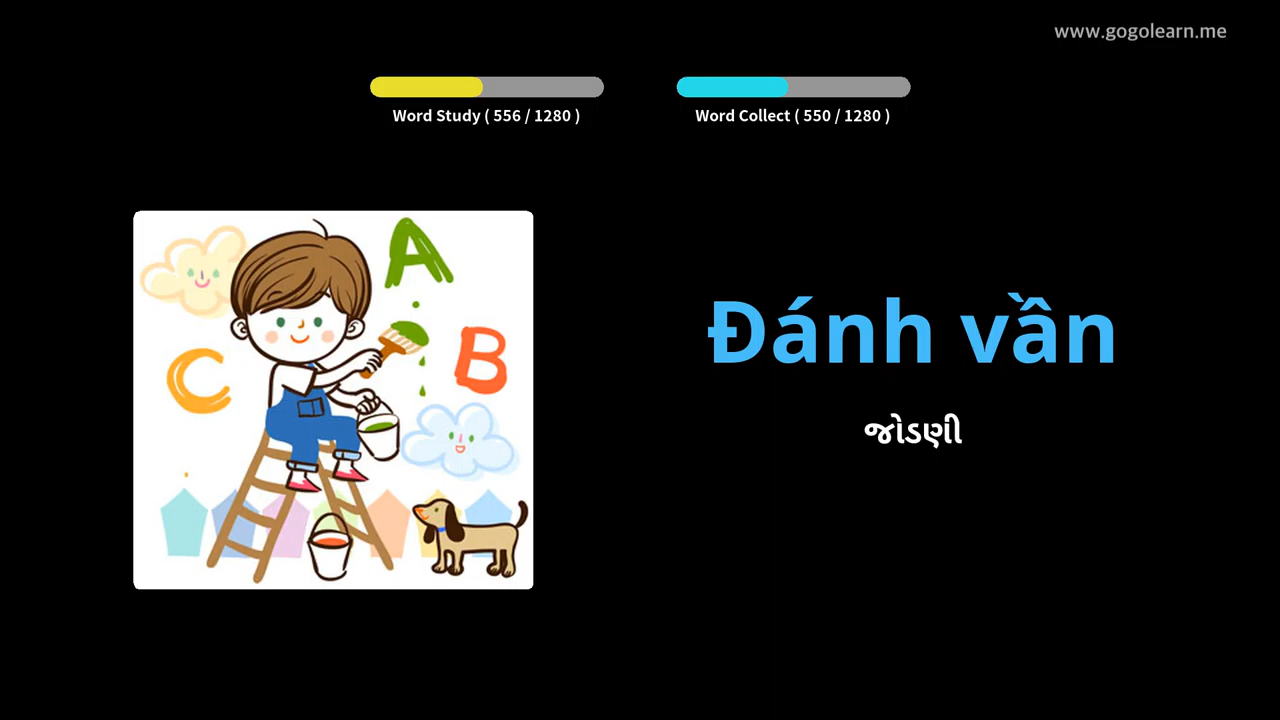 www.gogolearn.me
Word Study ( 556 / 1280 )
Word Collect ( 550 / 1280 )
A
B
C
Đánh vần
જોડણી